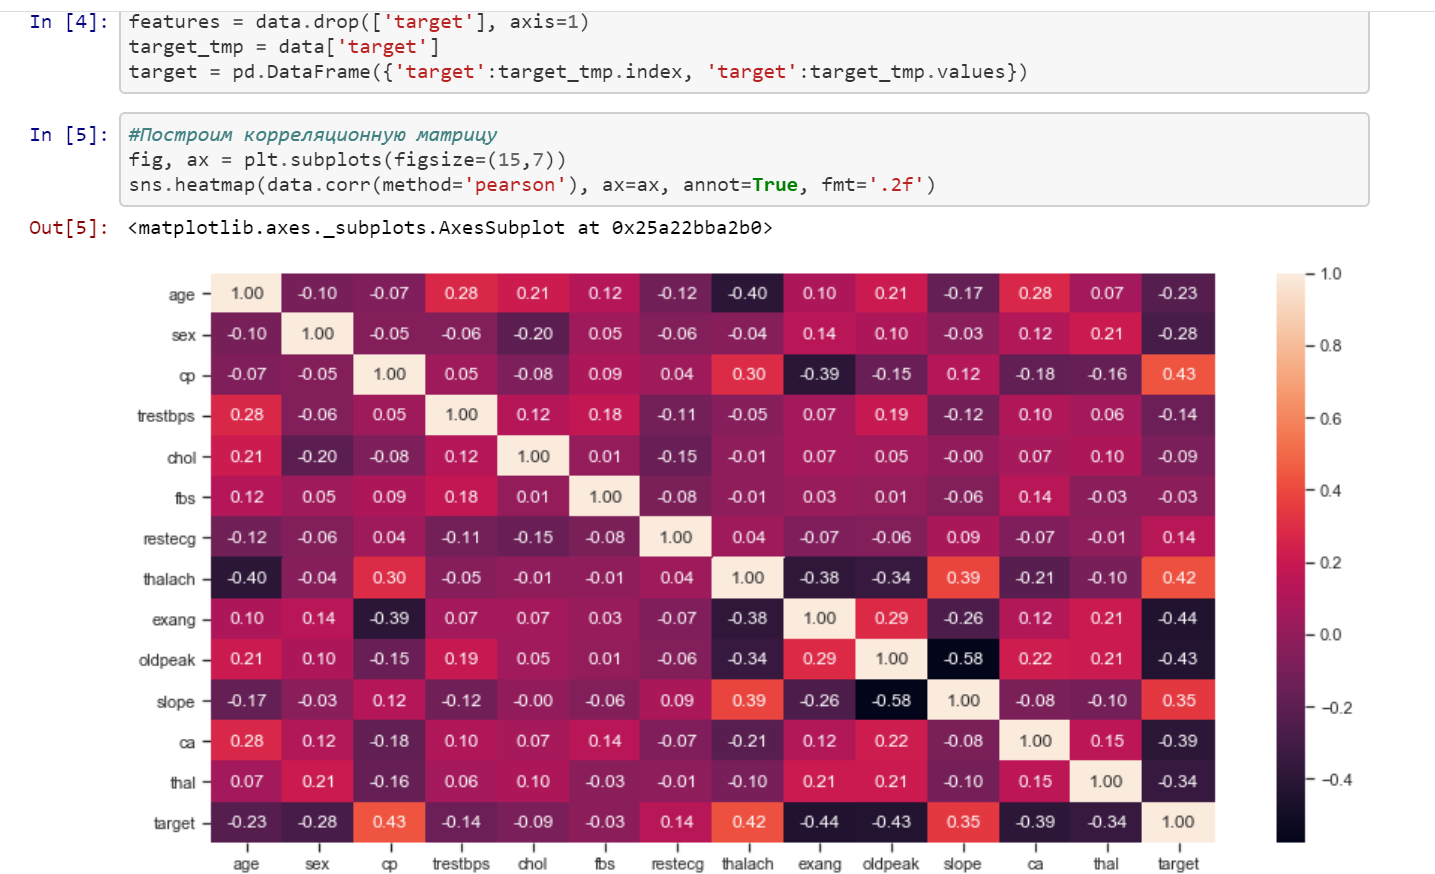 In [4]: features = data.drop(['target'], axis=1)
target_tmp = data['target']
target = pd.DataFrame({'target':target_tmp.index, 'target':target_tmp.values})
In [5]: #Построим корреляционную матрицу
fig, ax = plt.subplots(figsize=(15,7))
sns.heatmap(data.corr(method='pearson'), ax=ax, annot=True, fmt='.2f')
Out[5]: <matplotlib.axes._subplots.AxesSubplot at 0x25a22bba2b0>
age 1.00 -0.10 -0.07 0.28 0.21 0.12 -0.12 -0.40 0.10 0.21 -0.17 0.28 0.07 -0.23
sex -0.10 1.00 -0.05 -0.06 -0.20 0.05 -0.06 -0.04 0.14 0.10 -0.03 0.12 0.21 -0.28
cp -0.07 -0.05 1.00 0.05 -0.08 0.09 0.04 0.30 -0.39 -0.15 0.12 -0.18 -0.16 0.43
trestbps 0.28 -0.06 0.05 1.00 0.12 0.18 -0.11 -0.05 0.07 0.19 -0.12 0.10 0.06 -0.14
chol 0.21 -0.20 -0.08 0.12 1.00 0.01 -0.15 -0.01 0.07 0.05 -0.00 0.07 0.10 -0.09
fbs 0.12 0.05 0.09 0.18 0.01 1.00 -0.08 -0.01 0.03 0.01 -0.06 0.14 -0.03 -0.03
restecg -0.12 -0.06 0.04 -0.11 -0.15 -0.08 1.00 0.04 -0.07 -0.06 0.09 -0.07 -0.01 0.14
thalach -0.40 -0.04 0.30 -0.05 -0.01 -0.01 0.04 1.00 -0.38 -0.34 0.39 -0.21 -0.10 0.42
exang 0.10 0.14 -0.39 0.07 0.07 0.03 -0.07 -0.38 1.00 0.29 -0.26 0.12 0.21 -0.44
oldpeak 0.21 0.10 -0.15 0.19 0.05 0.01 -0.06 -0.34 0.29 1.00 -0.58 0.22 0.21 -0.43
slope -0.17 -0.03 0.12 -0.12 -0.00 -0.06 0.09 0.39 -0.26 -0.58 1.00 -0.08 -0.10 0.35
ca 0.28 0.12 -0.18 0.10 0.07 0.14 -0.07 -0.21 0.12 0.22 -0.08 1.00 0.15 -0.39
thal 0.07 0.21 -0.16 0.06 0.10 -0.03 -0.01 -0.10 0.21 0.21 -0.10 0.15 1.00 -0.34
target -0.23 -0.28 0.43 -0.14 -0.09 -0.03 0.14 0.42 -0.44 -0.43 0.35 -0.39 -0.34 1.00
age sex cp trestbps chol fbs restecg thalach exang oldpeak slope ca thal target
1.0
0.8
0.6
0.4
0.2
0.0
−0.2
−0.4